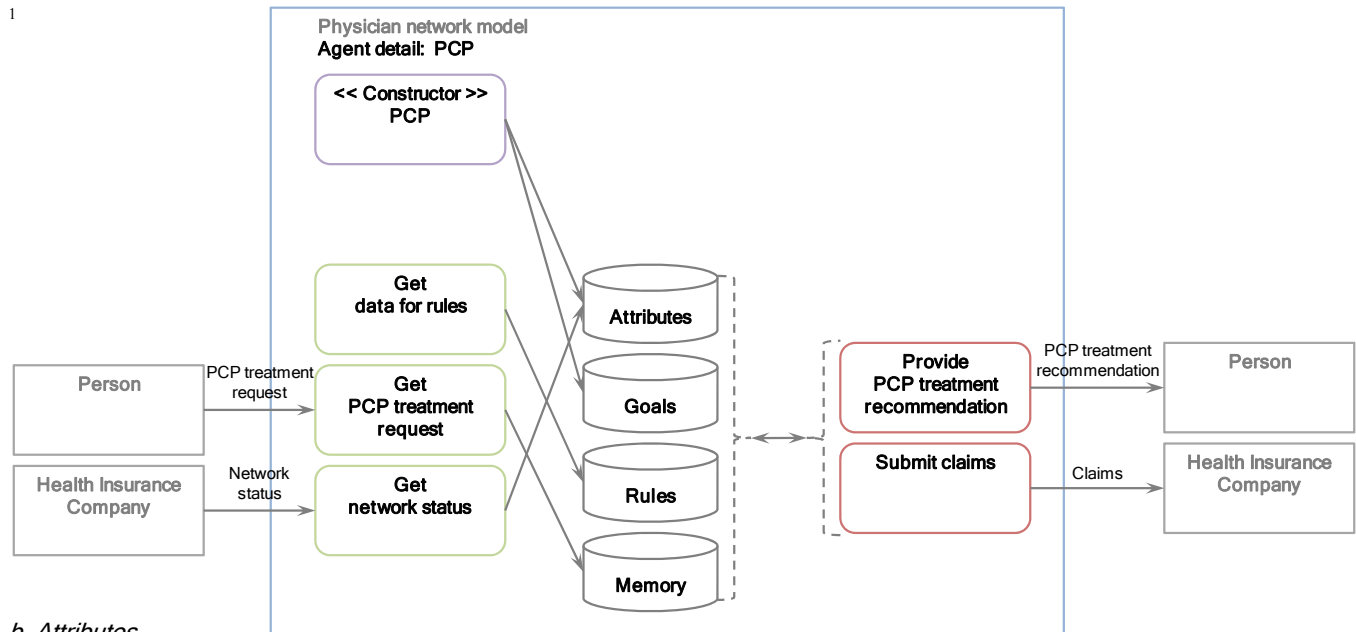 1
Physician network model
Agent detail: PCP
<< Constructor >>
PCP
Get
data for rules
Attributes
Person
PCP treatment
request
Get
PCP treatment
request
Goals
Provide
PCP treatment
recommendation
PCP treatment
recommendation
Person
Health Insurance
Company
Network
status
Get
network status
Rules
Submit claims
Claims
Health Insurance
Company
Memory
b. Attributes